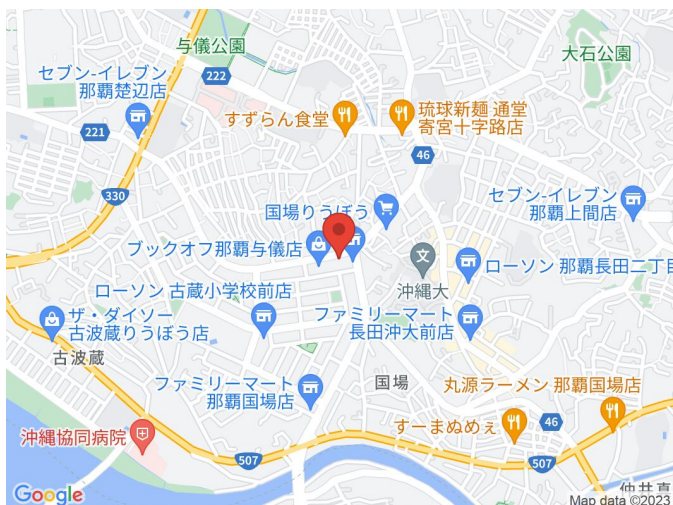 与儀公園
大石公園
222
セブン-イレブン
那覇楚辺店
すずらん食堂
琉球新麺 通堂
寄宮十字路店
221
46
330
セブン-イレブン
那覇上間店
国場りうぼう
ブックオフ那覇与儀店
沖縄大
文
ローソン 那覇長田二丁目
ローソン 古蔵小学校前店
ザ・ダイソー
古波蔵りうぼう店
ファミリーマート
長田沖大前店
古波蔵
国場
ファミリーマート
那覇国場店
丸源ラーメン 那覇国場店
すーまぬめぇ
46
沖縄協同病院
507
507
仲井真
Google
Map data ©2023